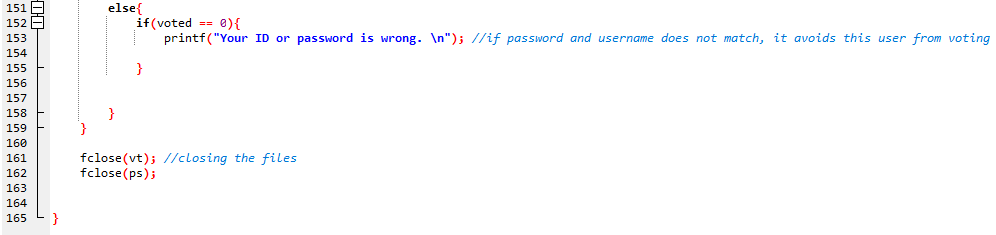 151 else{
152 if(voted == 0){
153 printf("Your ID or password is wrong. \n"); //if password and username does not match, it avoids this user from voting
154
155 }
156
157
158 }
159 }
160
161 fclose(vt); //closing the files
162 fclose(ps);
163
164
165 }